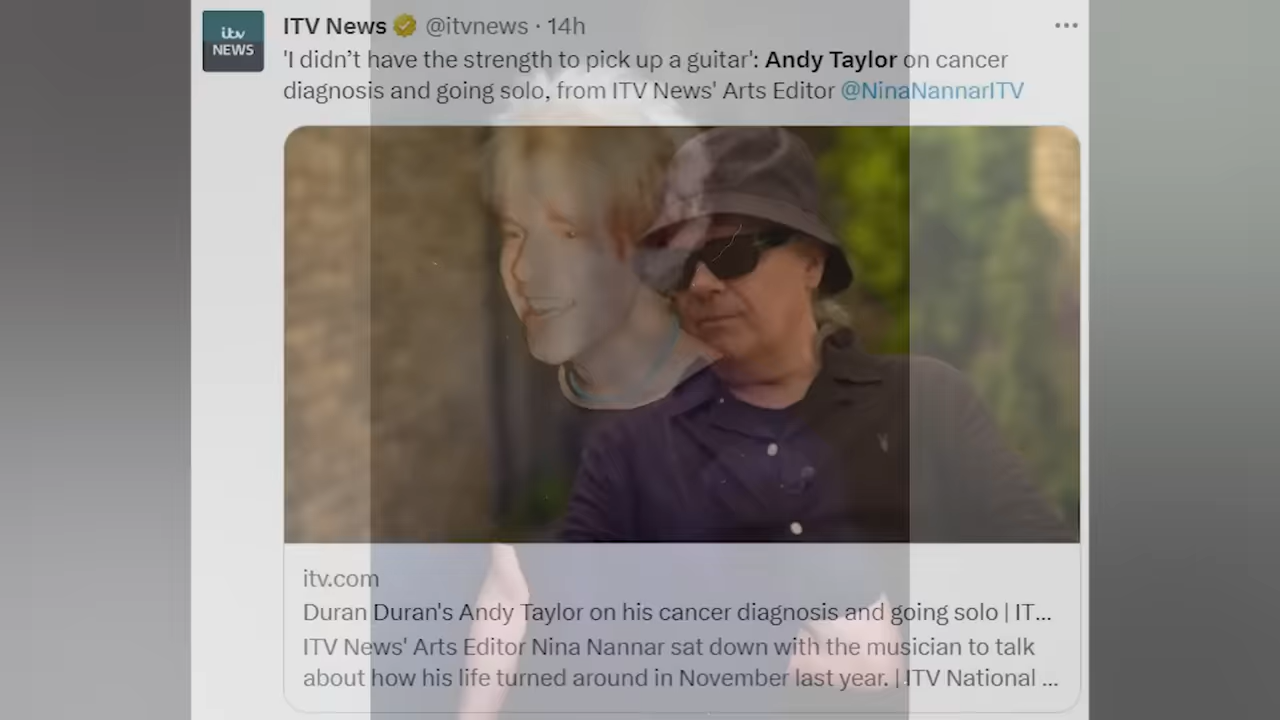 itv
NEWS
ITV News @itvnews · 14h
'I didn’t have the strength to pick up a guitar': Andy Taylor on cancer
diagnosis and going solo, from ITV News' Arts Editor @NinaNannarITV
itv.com
Duran Duran's Andy Taylor on his cancer diagnosis and going solo | IT...
ITV News' Arts Editor Nina Nannar sat down with the musician to talk
about how his life turned around in November last year. | ITV National ...